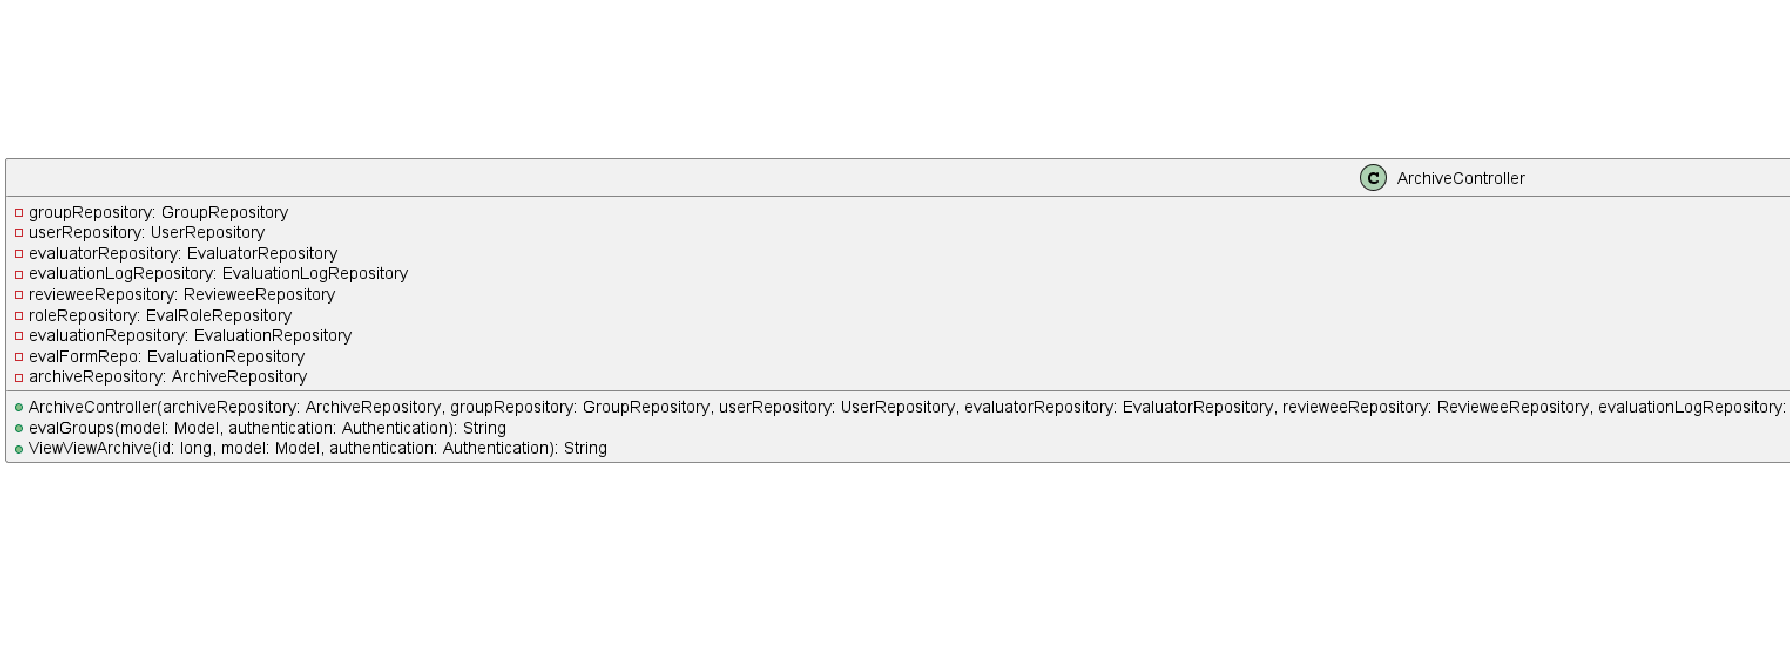 C ArchiveController
groupRepository: GroupRepository
userRepository: UserRepository
evaluatorRepository: EvaluatorRepository
evaluationLogRepository: EvaluationLogRepository
revieweeRepository: RevieweeRepository
roleRepository: EvalRoleRepository
evaluationRepository: EvaluationRepository
evalFormRepo: EvaluationRepository
archiveRepository: ArchiveRepository
ArchiveController(archiveRepository: ArchiveRepository, groupRepository: GroupRepository, userRepository: UserRepository, evaluatorRepository: EvaluatorRepository, revieweeRepository: RevieweeRepository, evaluationLogRepository:
evalGroups(model: Model, authentication: Authentication): String
ViewViewArchive(id: long, model: Model, authentication: Authentication): String